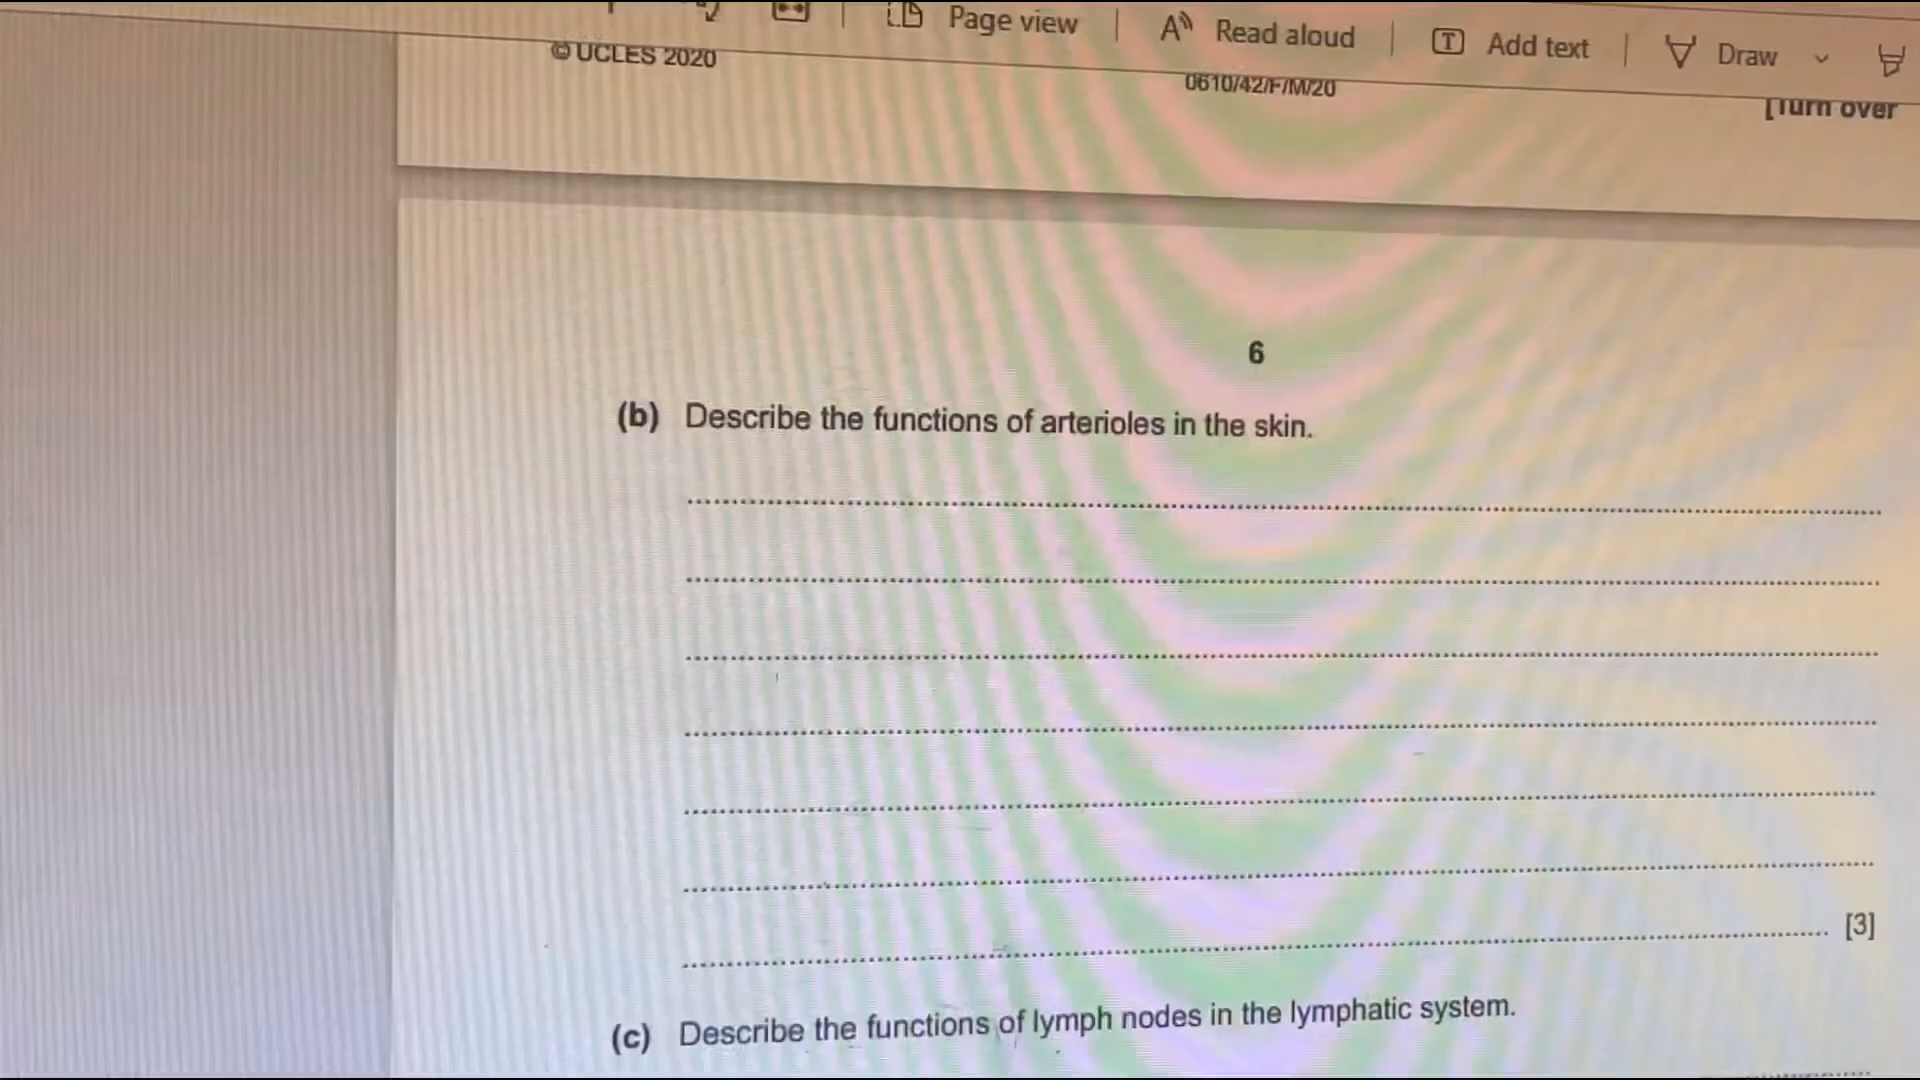 Page view
Read aloud
Add text
Draw
© UCLES 2020
0610/42/F/M/20
[Turn over
6
(b) Describe the functions of arterioles in the skin.
[3]
(c) Describe the functions of lymph nodes in the lymphatic system.